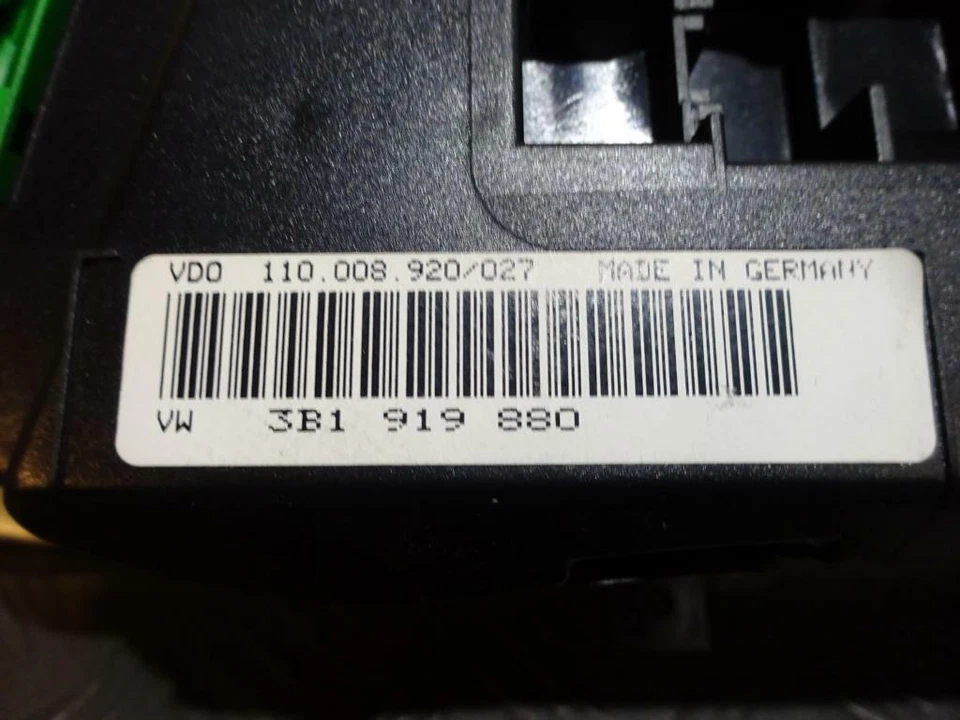 VDO 110.008.920/027 MADE IN GERMANY
VW 3B1 919 880